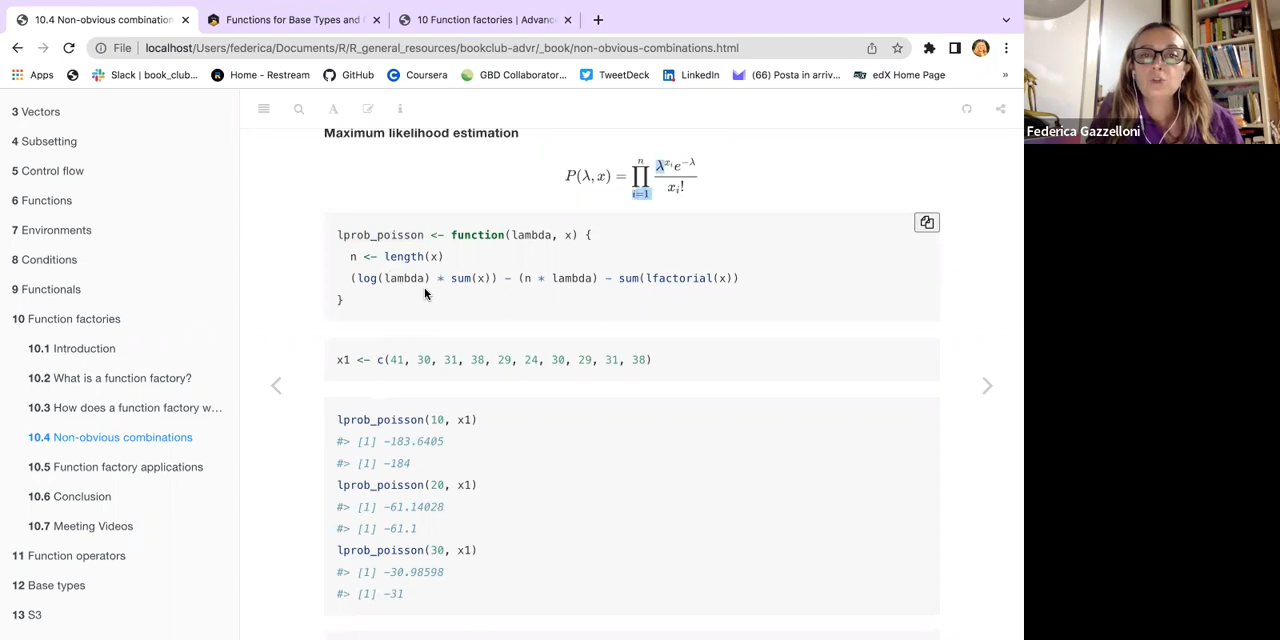 10.4 Non-obvious combination
Functions for Base Types and
10 Function factories | Advanc
File
localhost/Users/federica/Documents/R/R_general_resources/bookclub-advr/_book/non-obvious-combinations.html
Apps
Slack | book_club...
Home - Restream
GitHub
Coursera
GBD Collaborator...
TweetDeck
LinkedIn
(66) Posta in arriv...
edX Home Page
»
3 Vectors
4 Subsetting
5 Control flow
6 Functions
7 Environments
8 Conditions
9 Functionals
10 Function factories
10.1 Introduction
10.2 What is a function factory?
10.3 How does a function factory w...
10.4 Non-obvious combinations
10.5 Function factory applications
10.6 Conclusion
10.7 Meeting Videos
11 Function operators
12 Base types
13 S3
Maximum likelihood estimation
P(λ, x) = ∏ i=1 n λ^{x_i} e^{−λ} / x_i!
lprob_poisson <- function(lambda, x) {
n <- length(x)
(log(lambda) * sum(x)) - (n * lambda) - sum(lfactorial(x))
}
x1 <- c(41, 30, 31, 38, 29, 24, 30, 29, 31, 38)
lprob_poisson(10, x1)
#> [1] -183.6405
#> [1] -184
lprob_poisson(20, x1)
#> [1] -61.14028
#> [1] -61.1
lprob_poisson(30, x1)
#> [1] -30.98598
#> [1] -31
Federica Gazzelloni